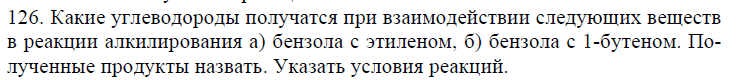 126. Какие углеводороды получатся при взаимодействии следующих веществ
в реакции алкилирования а) бензола с этиленом, б) бензола с 1-бутеном. По-
лученные продукты назвать. Указать условия реакций.